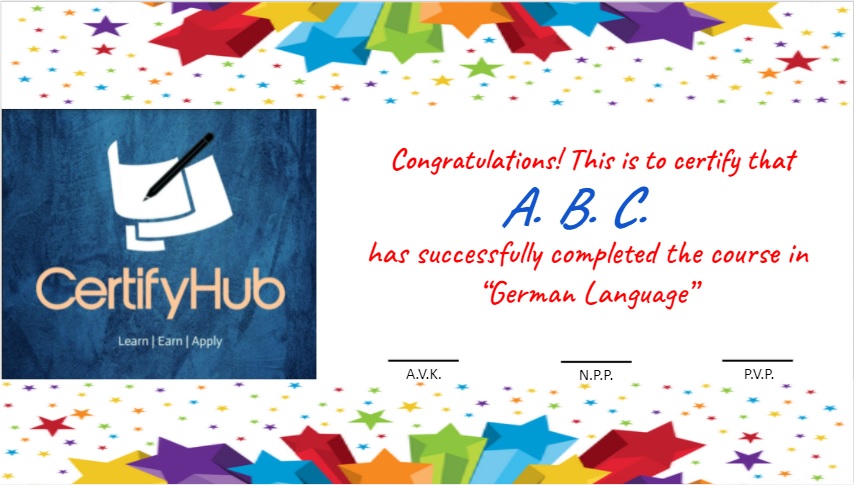 CertifyHub
Learn | Earn | Apply
Congratulations! This is to certify that
A. B. C.
has successfully completed the course in
“German Language”
A.V.K.
N.P.P.
P.V.P.